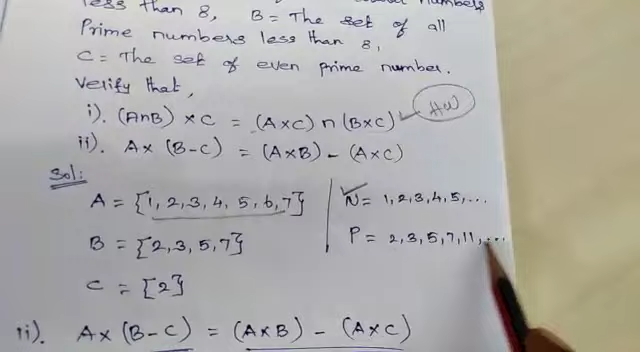 less than 8, B = The set of all
Prime numbers less than 8,
C = The set of even prime number.
Verify that,
i). (A∩B) × C = (A×C) ∩ (B×C) ✓ HW
ii). A × (B-C) = (A×B) - (A×C)
Sol:
A = {1, 2, 3, 4, 5, 6, 7}
N = 1, 2, 3, 4, 5, ...
B = {2, 3, 5, 7}
P = 2, 3, 5, 7, 11, ...
C = {2}
ii). A × (B-C) = (A×B) - (A×C)